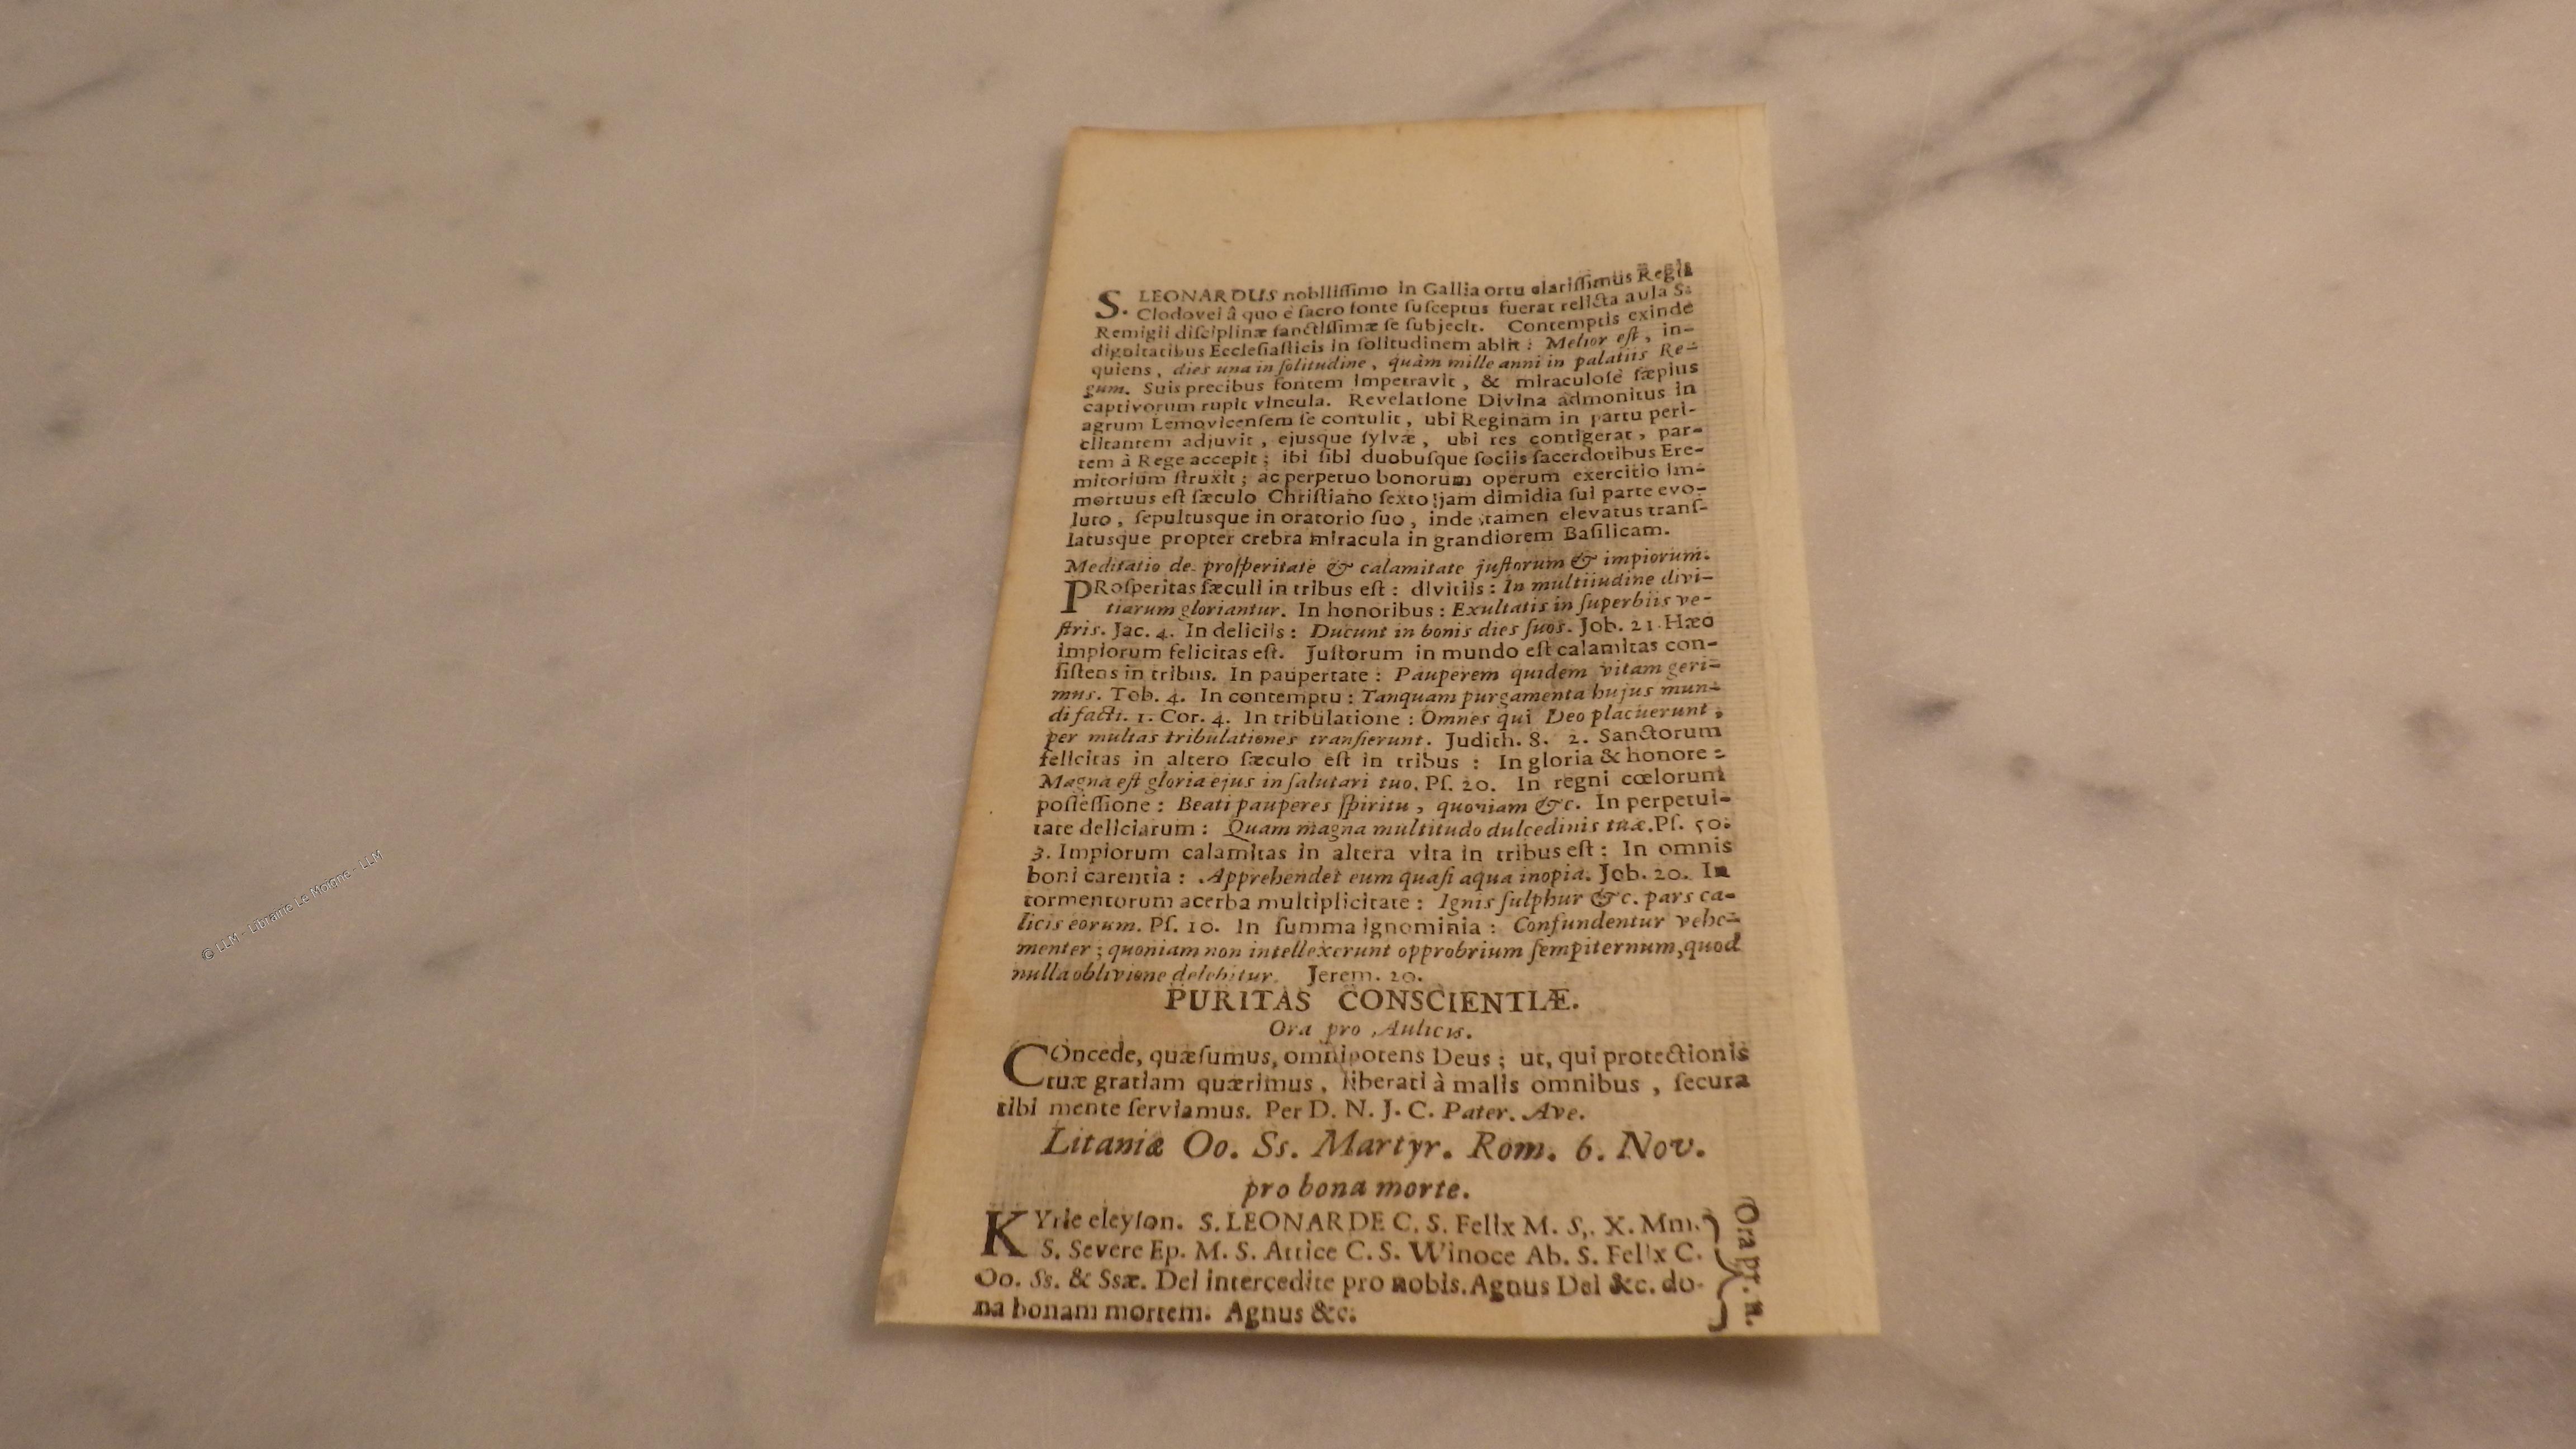 S. LEONARDUS nobiliſſimo in Gallia ortu clariſſimus Regis
Clodovei â quo è ſacro fonte ſuſceptus fuerat relicta aula S.
Remigii diſciplinæ ſanctiſſimæ ſe ſubjecit. Contemptis exinde
dignitatibus Eccleſiaſticis in ſolitudinem abiit: Melior eſt, in-
quiens, dies una in ſolitudine, quàm mille anni in palatiis Re-
gum. Suis precibus fontem impetravit, & miraculoſè ſæpius
captivorum rupit vincula. Revelatione Divina admonitus in
agrum Lemovicenſem ſe contulit, ubi Reginam in partu peri-
clitantem adjuvit, ejusque ſylvæ, ubi res contigerat, par-
tem à Rege accepit; ibi ſibi duobuſque ſociis ſacerdotibus Ere-
mitorium ſtruxit; ac perpetuo bonorum operum exercitio im-
mortuus eſt ſæculo Chriſtiano ſexto jam dimidia ſui parte evo-
luto, ſepultusque in oratorio ſuo, inde tamen elevatus tranſ-
latusque propter crebra miracula in grandiorem Baſilicam.
Meditatio de proſperitate & calamitate juſtorum & impiorum.
PRoſperitas ſæculi in tribus eſt: divitiis: In multitudine divi-
tiarum gloriantur. In honoribus: Exultatis in ſuperbiis ve-
ſtris. Jac. 4. In deliciis: Ducunt in bonis dies ſuos. Job. 21. Hæc
impiorum felicitas eſt. Juſtorum in mundo eſt calamitas con-
ſiſtens in tribus. In paupertate: Pauperem quidem vitam geri-
mus. Tob. 4. In contemptu: Tanquam purgamenta hujus mun-
di facti. 1. Cor. 4. In tribulatione: Omnes qui Deo placuerunt,
per multas tribulationes tranſierunt. Judith. 8. 2. Sanctorum
felicitas in altero ſæculo eſt in tribus: In gloria & honore:
Magna eſt gloria ejus in ſalutari tuo. Pſ. 20. In regni cœlorum
poſſeſſione: Beati pauperes ſpiritu, quoniam &c. In perpetui-
tate deliciarum: Quam magna multitudo dulcedinis tuæ. Pſ. 50.
3. Impiorum calamitas in altera vita in tribus eſt: In omnis
boni carentia: Apprehendet eum quaſi aqua inopia. Job. 20. In
tormentorum acerba multiplicitate: Ignis ſulphur &c. pars ca-
licis eorum. Pſ. 10. In ſumma ignominia: Confundentur vehe-
menter; quoniam non intellexerunt opprobrium ſempiternum, quod
nulla oblivione delebitur. Jerem. 20.
PURITAS CONSCIENTIÆ.
Ora pro Aulicis.
COncede, quæſumus, omnipotens Deus; ut, qui protectionis
tuæ gratiam quærimus, liberati à malis omnibus, ſecura
tibi mente ſerviamus. Per D. N. J. C. Pater. Ave.
Litaniæ Oo. Ss. Martyr. Rom. 6. Nov.
pro bona morte.
KYrie eleyſon. S. LEONARDE C. S. Felix M. S. X. Mm.
S. Severe Ep. M. S. Attice C. S. Winoce Ab. S. Felix C.
Oo. Ss. & Ssæ. Dei intercedite pro nobis. Agnus Dei &c. do-
na bonam mortem. Agnus &c.
Ora pr. n.
© LLM - Librairie Le Moigne - LLM